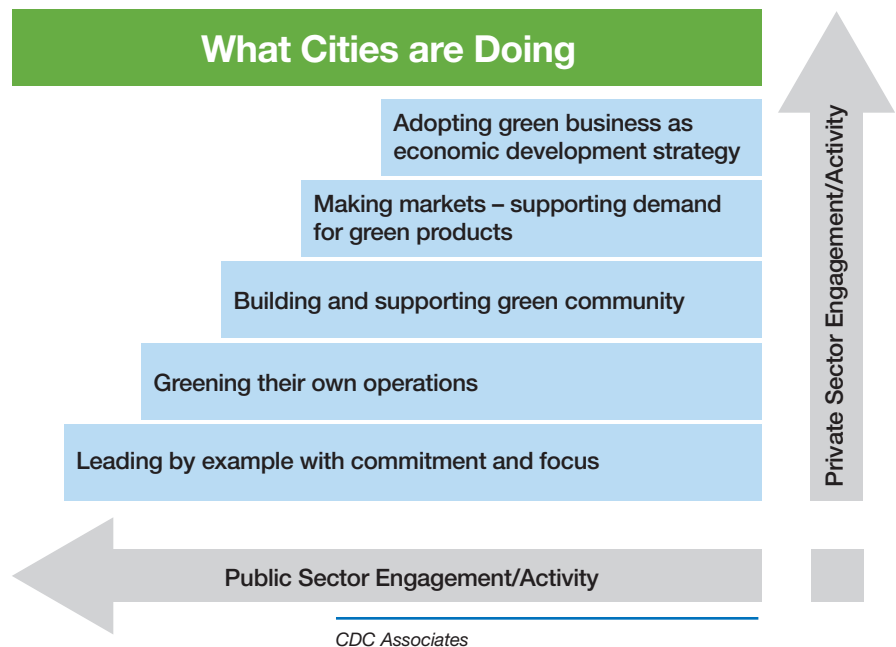 What Cities are Doing
Adopting green business as
economic development strategy
Making markets – supporting demand
for green products
Building and supporting green community
Greening their own operations
Leading by example with commitment and focus
Private Sector Engagement/Activity
Public Sector Engagement/Activity
CDC Associates